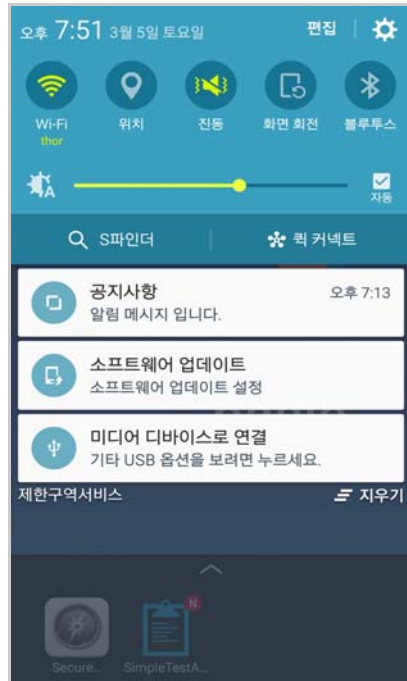 오후 7:51 3월 5일 토요일 편집
Wi-Fi 위치 진동 화면 회전 블루투스
thor
A 자동
S파인더 퀵 커넥트
공지사항 오후 7:13
알림 메시지 입니다.
소프트웨어 업데이트
소프트웨어 업데이트 설정
미디어 디바이스로 연결
기타 USB 옵션을 보려면 누르세요.
제한구역서비스 지우기
N
Secure... SimpleTestA...